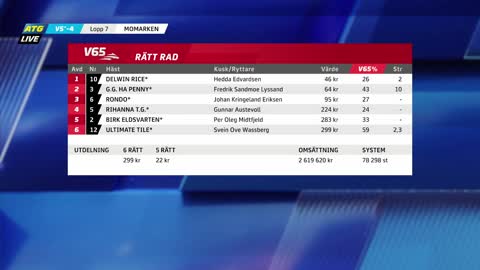 ATG V5*-4 Lopp 7 MOMARKEN
LIVE
V65 RÄTT RAD
Avd Nr Häst Kusk/Ryttare Värde V65% Str
1 10 DELWIN RICE* Hedda Edvardsen 46 kr 26 2
2 3 G.G. HA PENNY* Fredrik Sandmoe Lyssand 64 kr 43 10
3 6 RONDO* Johan Kringeland Eriksen 95 kr 27 -
4 5 RIHANNA T.G.* Gunnar Austevoll 224 kr 24 -
5 2 BIRK ELDSVARTEN* Per Oleg Midtfjeld 283 kr 33 -
6 12 ULTIMATE TILE* Svein Ove Wassberg 299 kr 59 2,3
UTDELNING 6 RÄTT 5 RÄTT OMSÄTTNING SYSTEM
299 kr 22 kr 2 619 620 kr 78 298 st